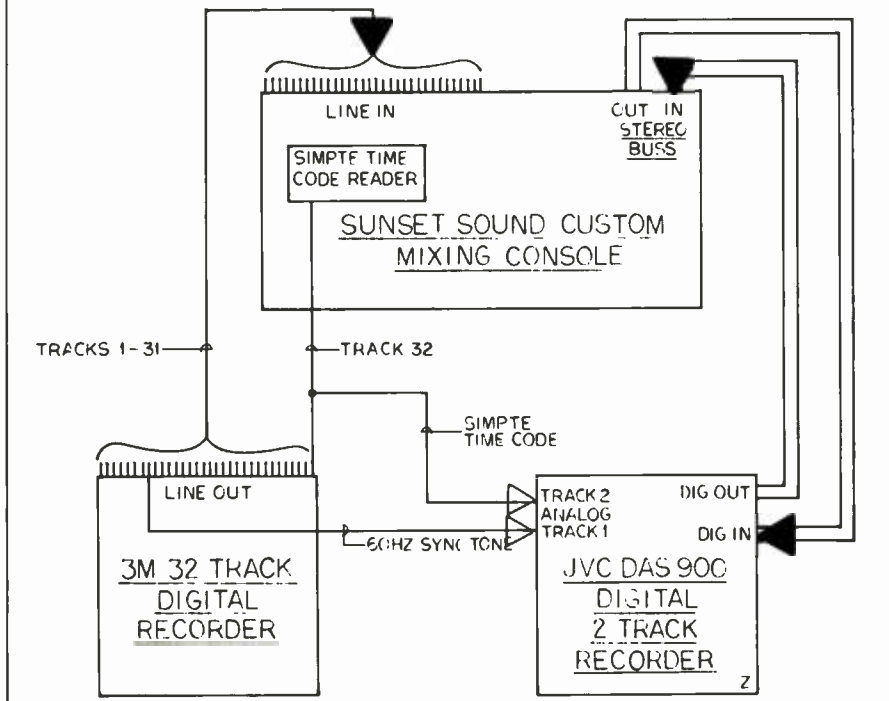 LINE IN
OUT IN
STEREO
BUSS
SIMPTE TIME
CODE READER
SUNSET SOUND CUSTOM
MIXING CONSOLE
TRACKS 1-31
TRACK 32
SIMPTE
TIME CODE
LINE OUT
TRACK 2
ANALOG
TRACK 1
DIG OUT
DIG IN
60HZ SYNC TONE
3M 32 TRACK
DIGITAL
RECORDER
JVC DAS 900
DIGITAL
2 TRACK
RECORDER
Z